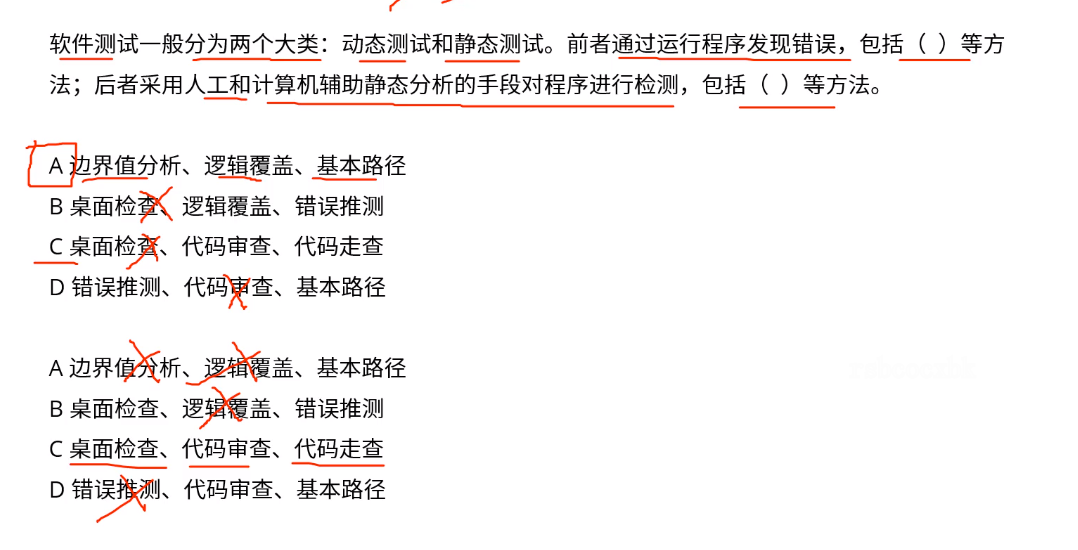 软件测试一般分为两个大类：动态测试和静态测试。前者通过运行程序发现错误，包括（ ）等方
法；后者采用人工和计算机辅助静态分析的手段对程序进行检测，包括（ ）等方法。
A 边界值分析、逻辑覆盖、基本路径
B 桌面检查、逻辑覆盖、错误推测
C 桌面检查、代码审查、代码走查
D 错误推测、代码审查、基本路径
A 边界值分析、逻辑覆盖、基本路径
B 桌面检查、逻辑覆盖、错误推测
C 桌面检查、代码审查、代码走查
D 错误推测、代码审查、基本路径